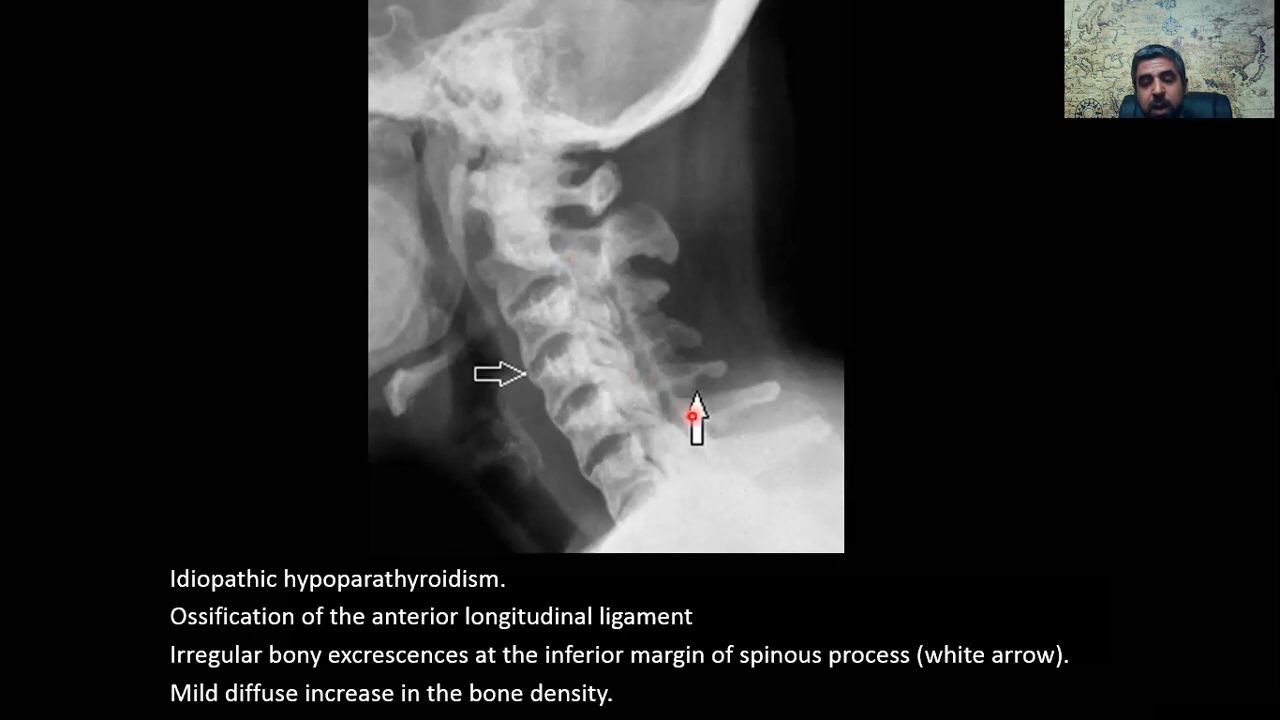 Idiopathic hypoparathyroidism.
Ossification of the anterior longitudinal ligament
Irregular bony excrescences at the inferior margin of spinous process (white arrow).
Mild diffuse increase in the bone density.